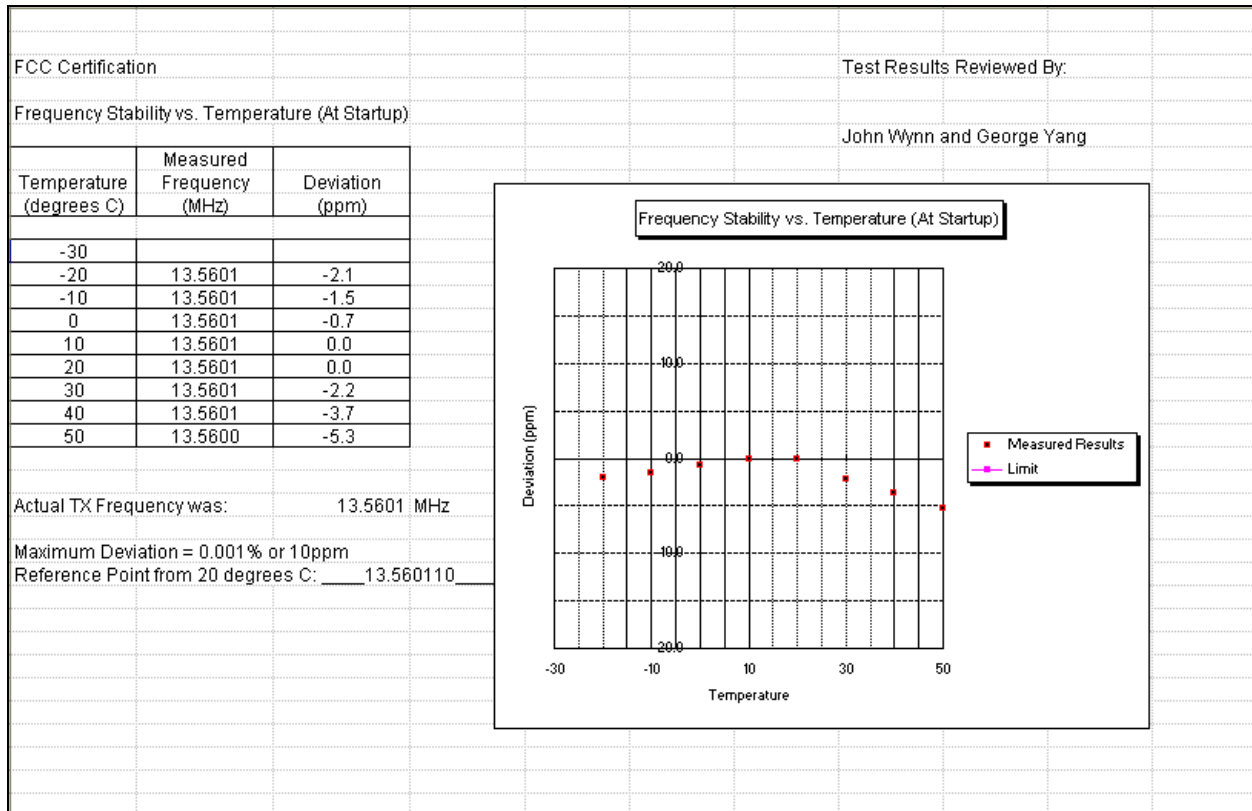 FCC Certification
Test Results Reviewed By:
Frequency Stability vs. Temperature (At Startup)
John Wynn and George Yang
Temperature (degrees C) Measured Frequency (MHz) Deviation (ppm)
-30
-20 13.5601 -2.1
-10 13.5601 -1.5
0 13.5601 -0.7
10 13.5601 0.0
20 13.5601 0.0
30 13.5601 -2.2
40 13.5601 -3.7
50 13.5600 -5.3
Actual TX Frequency was: 13.5601 MHz
Maximum Deviation = 0.001% or 10ppm
Reference Point from 20 degrees C: ____13.560110____
Frequency Stability vs. Temperature (At Startup)
20.0
10.0
0.0
-10.0
-20.0
Deviation (ppm)
-30 -10 10 30 50
Temperature
Measured Results
Limit